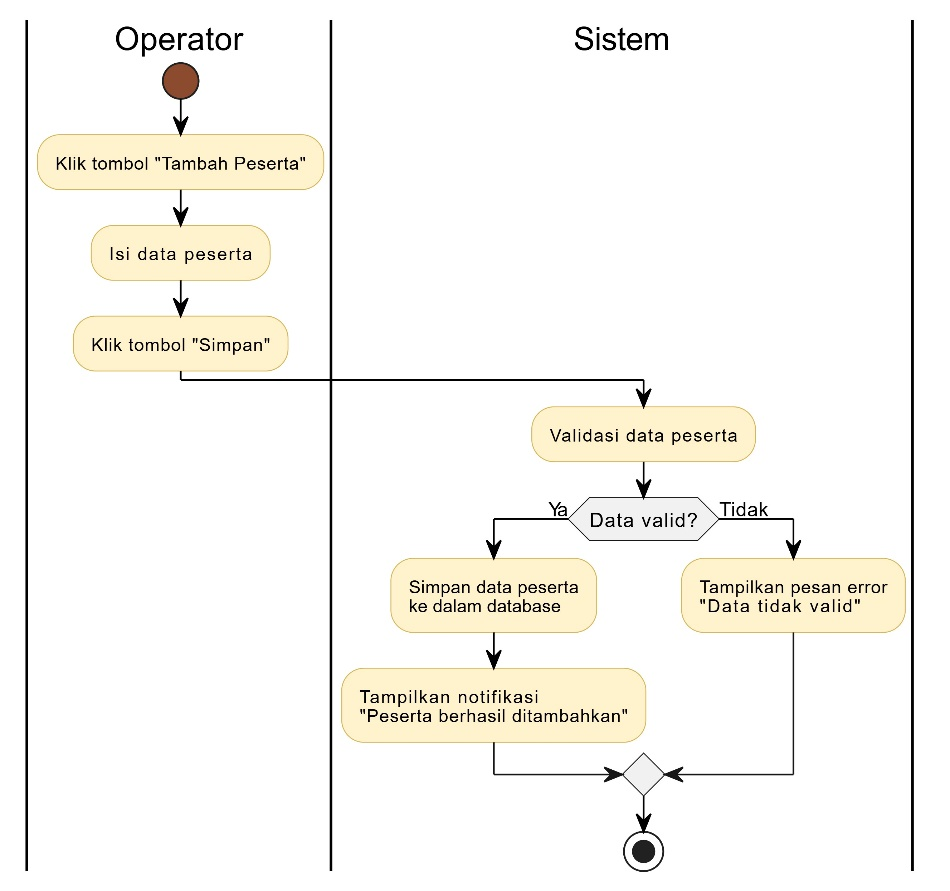 Operator
Sistem
Klik tombol "Tambah Peserta"
Isi data peserta
Klik tombol "Simpan"
Validasi data peserta
Ya
Data valid?
Tidak
Simpan data peserta
ke dalam database
Tampilkan pesan error
"Data tidak valid"
Tampilkan notifikasi
"Peserta berhasil ditambahkan"